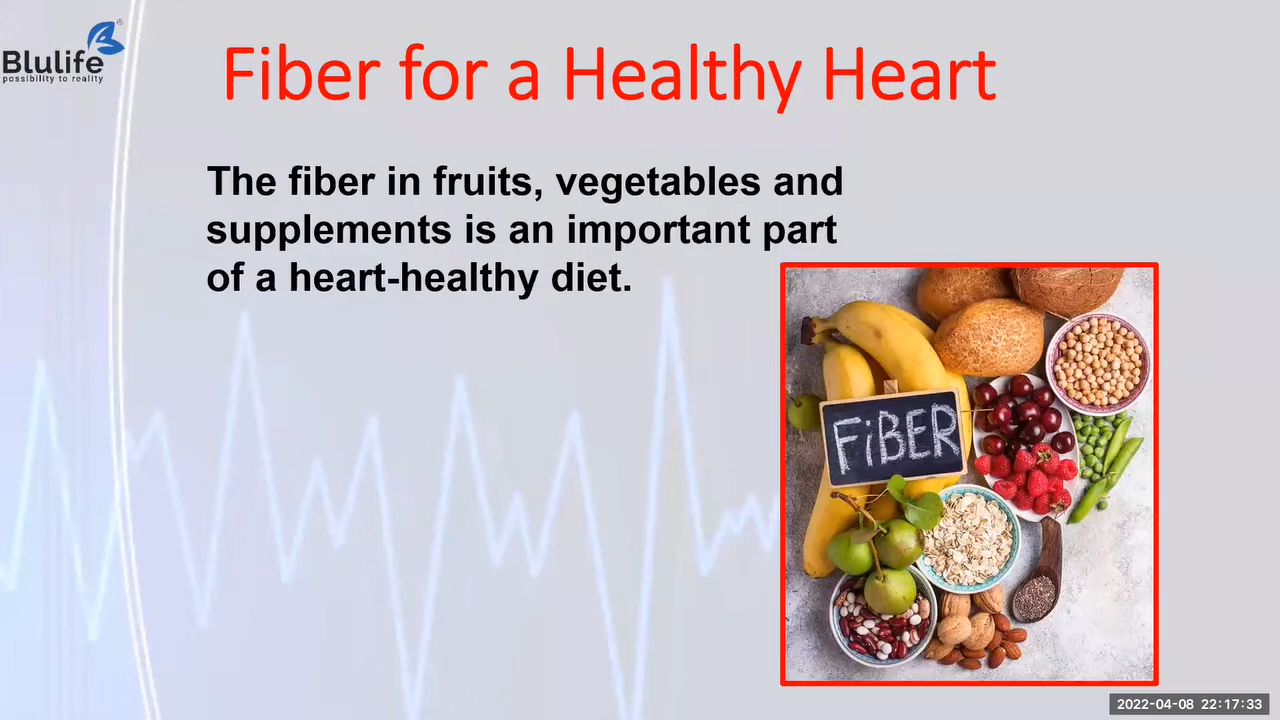 Blulife®
possibility to reality
Fiber for a Healthy Heart
The fiber in fruits, vegetables and
supplements is an important part
of a heart-healthy diet.
FiBER
2022-04-08 22:17:33